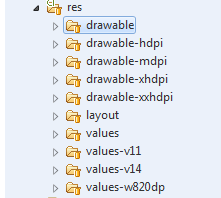 res
drawable
drawable-hdpi
drawable-mdpi
drawable-xhdpi
drawable-xxhdpi
layout
values
values-v11
values-v14
values-w820dp